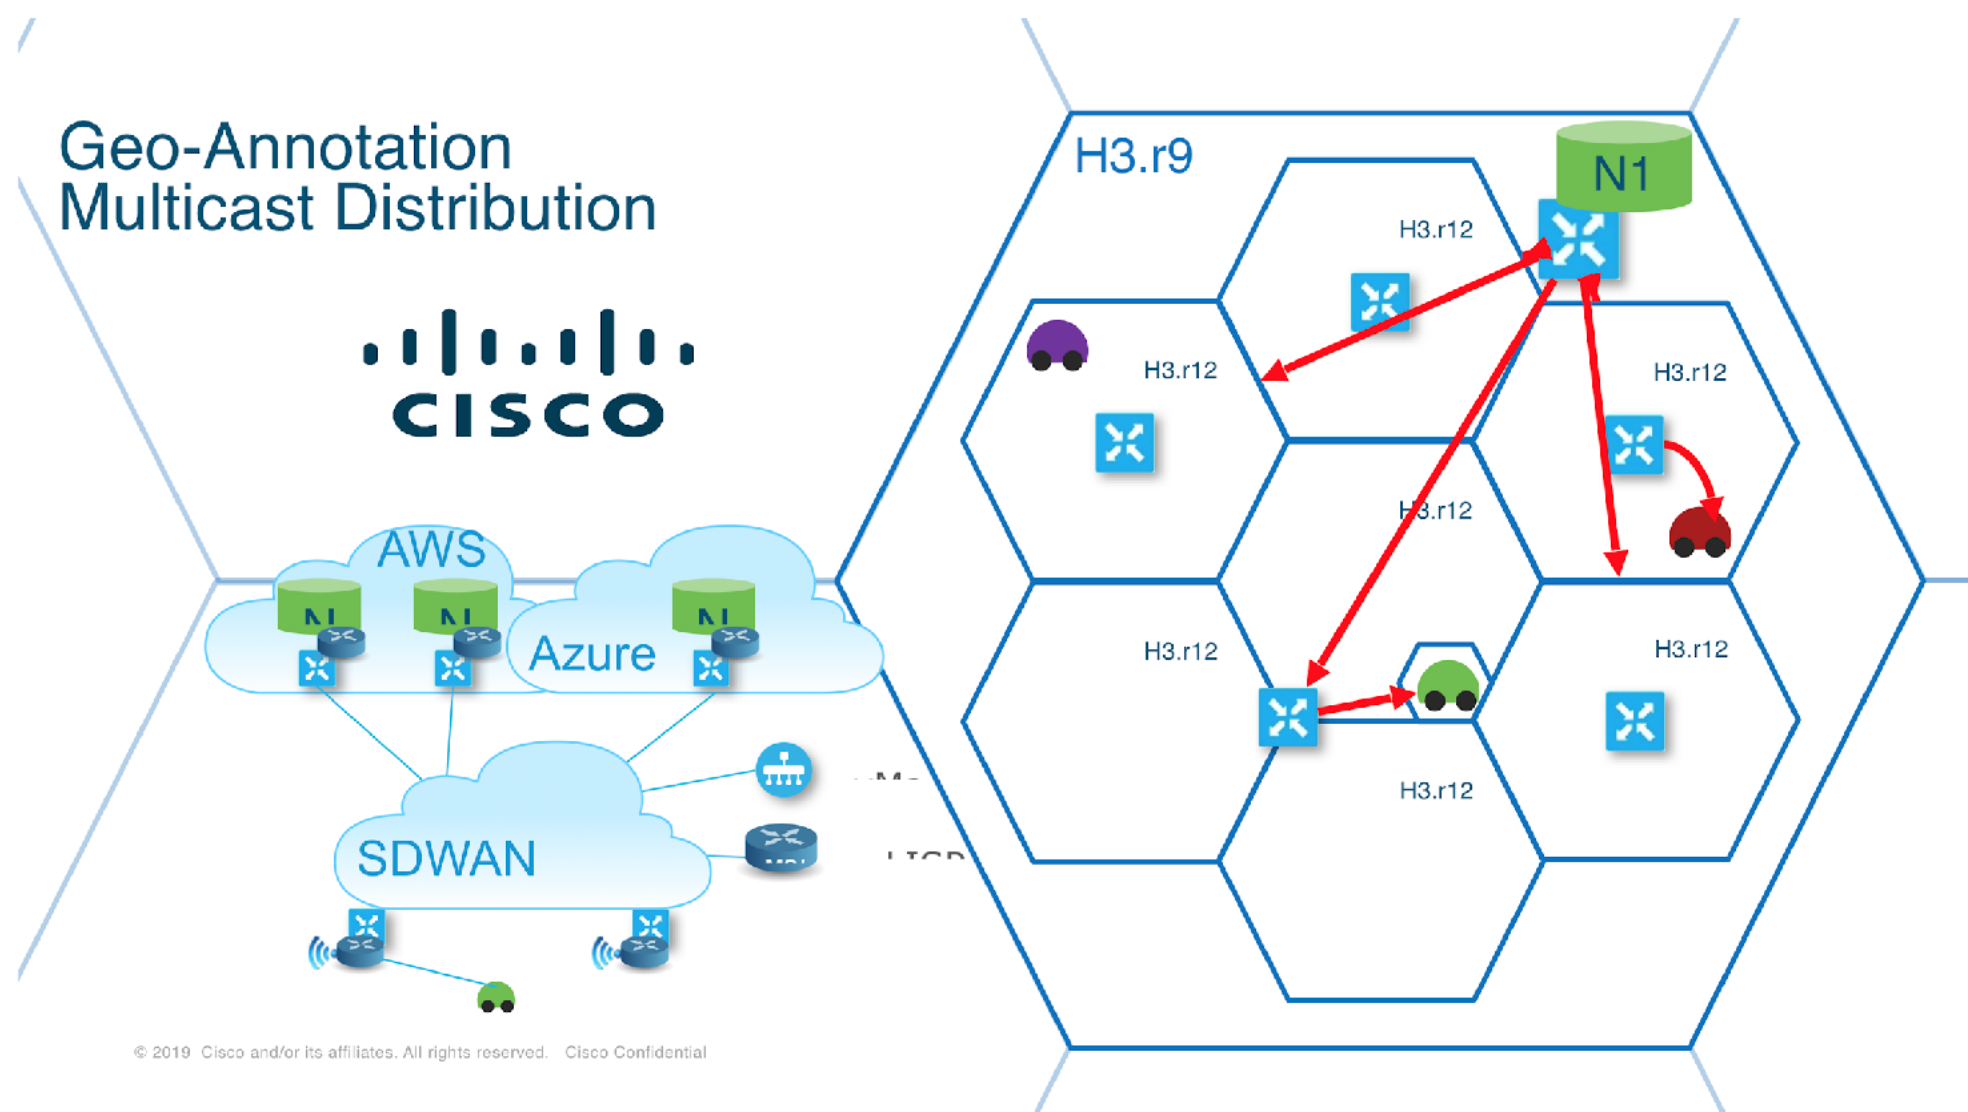 Geo-Annotation
Multicast Distribution
CISCO
AWS
Azure
SDWAN
© 2019 Cisco and/or its affiliates. All rights reserved. Cisco Confidential
H3.r9
N1
H3.r12
H3.r12
H3.r12
H3.r12
H3.r12
H3.r12
H3.r12